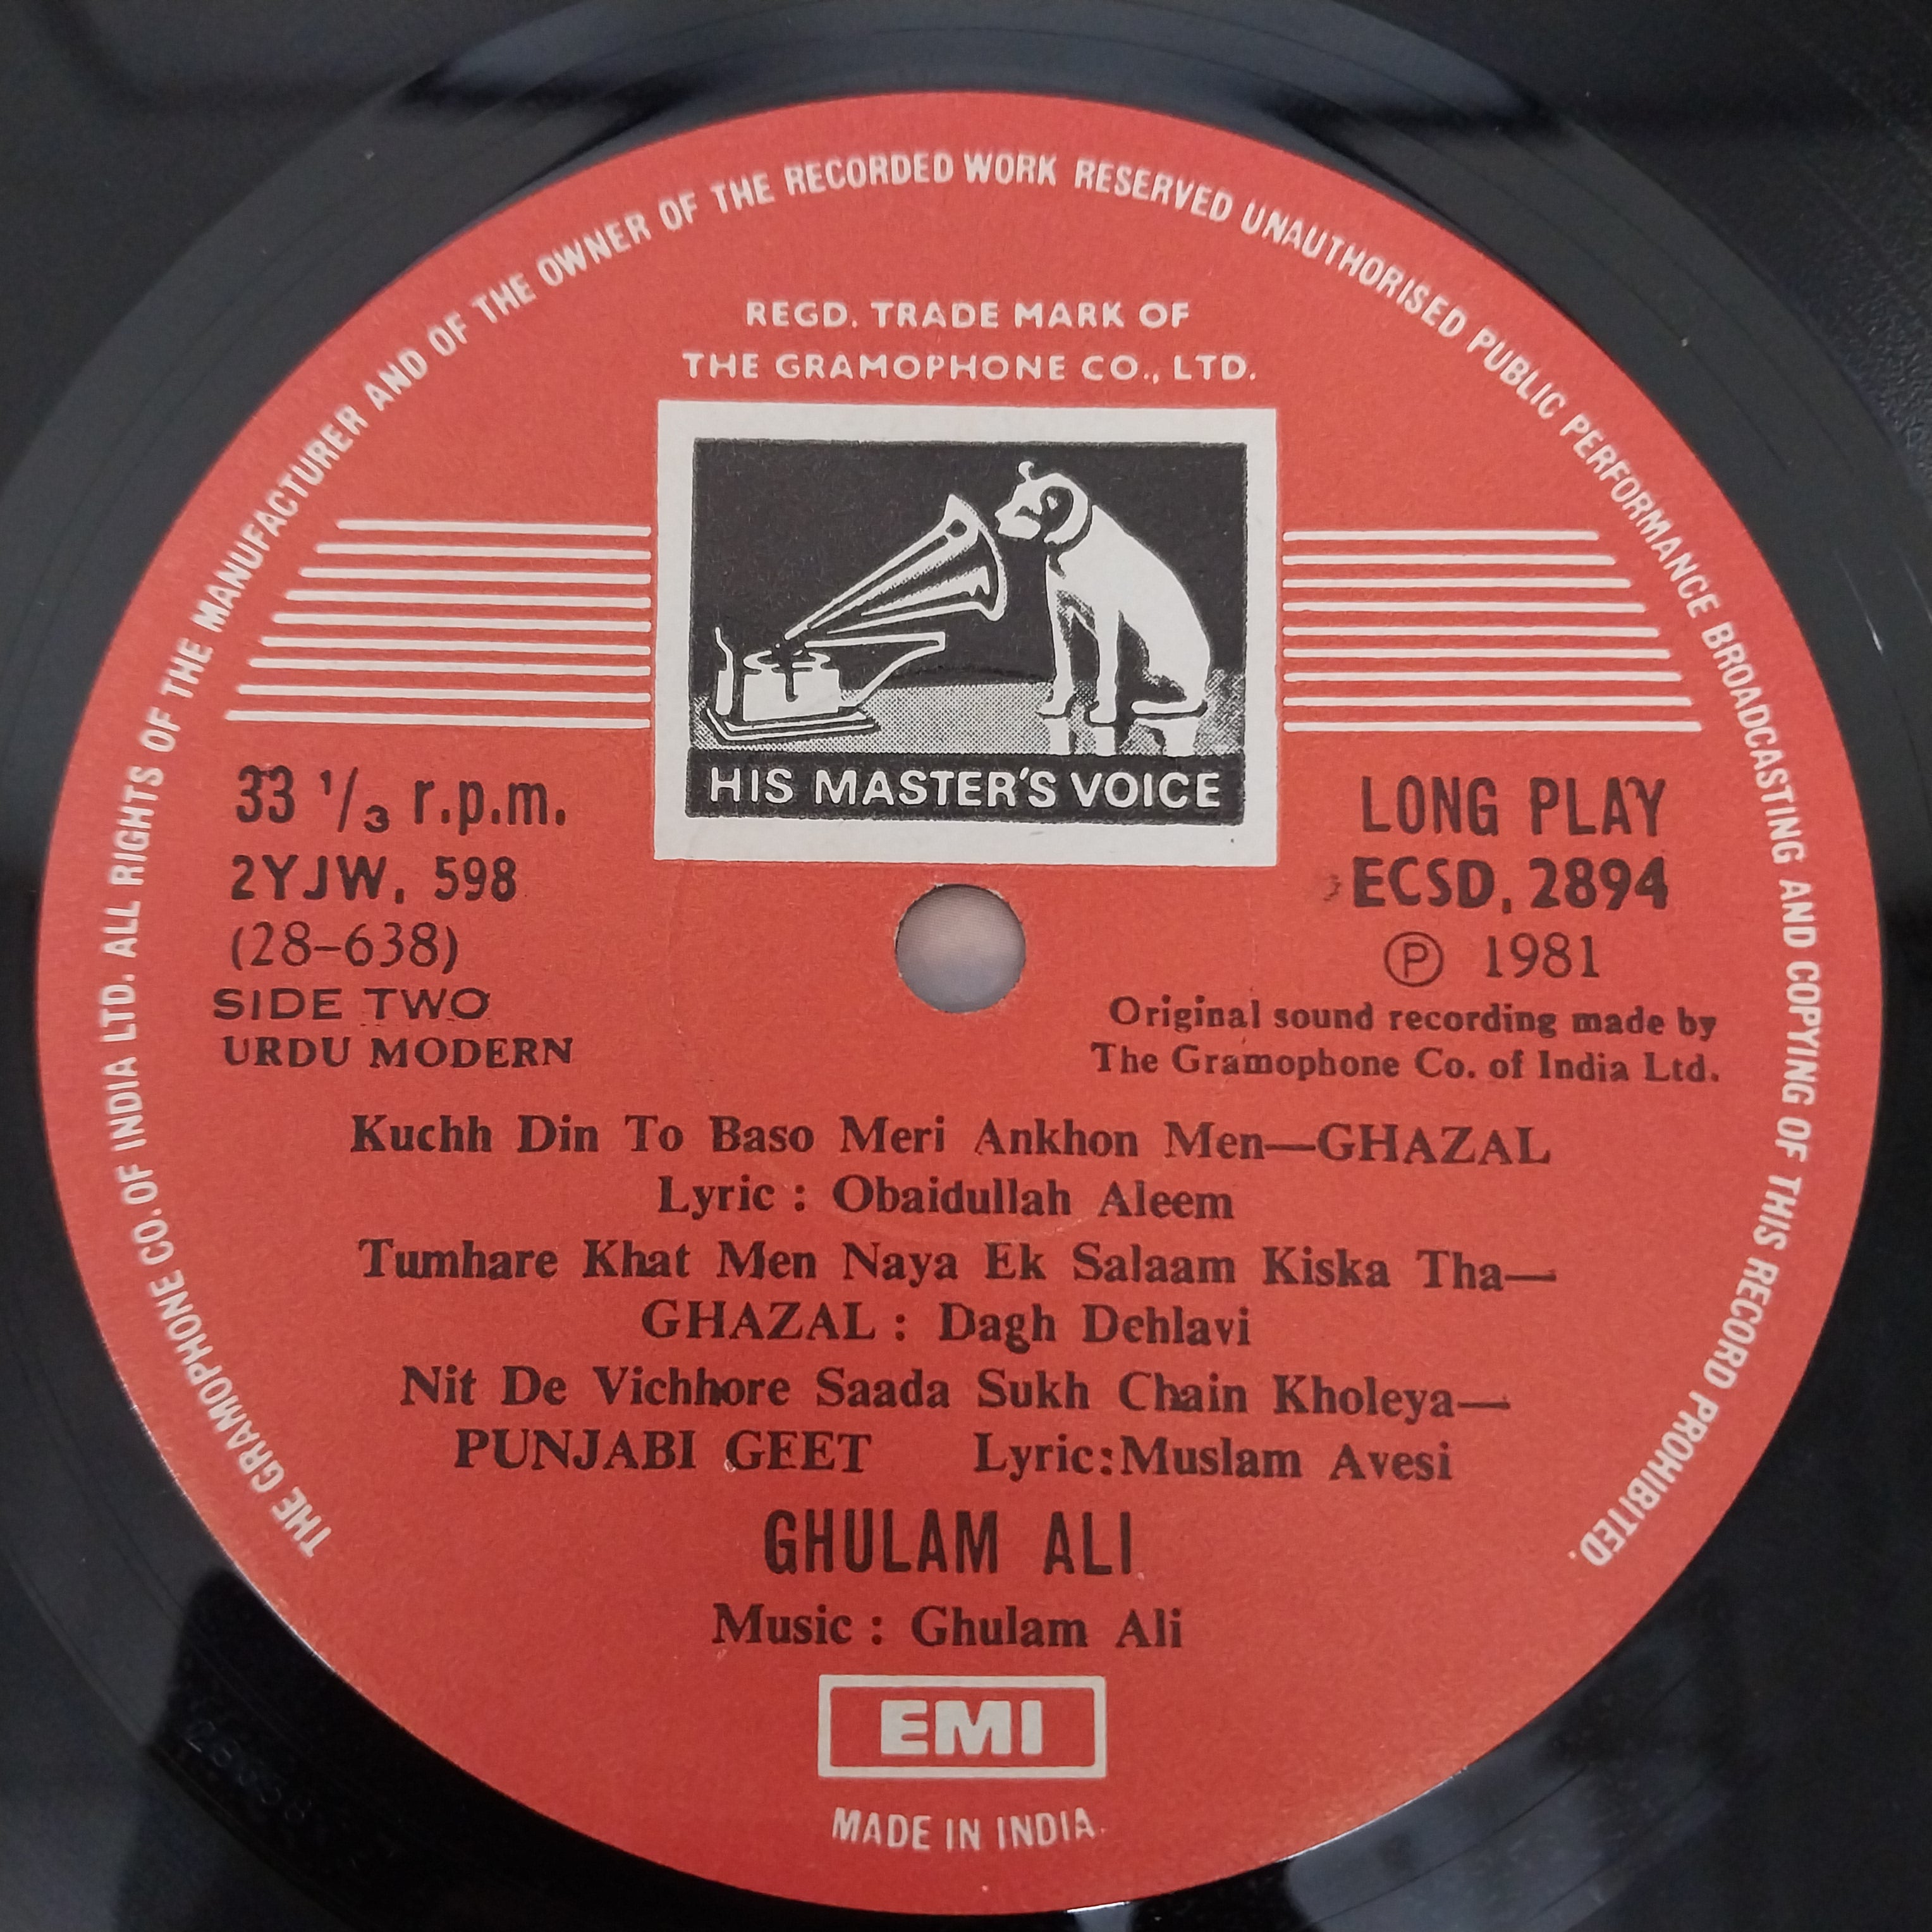 THE GRAMOPHONE CO. OF INDIA LTD. ALL RIGHTS OF THE MANUFACTURER AND OF THE OWNER OF THE RECORDED WORK RESERVED UNAUTHORISED PUBLIC PERFORMANCE BROADCASTING AND COPYING OF THIS RECORD PROHIBITED.
REGD. TRADE MARK OF
THE GRAMOPHONE CO., LTD.
HIS MASTER'S VOICE
33 1/3 r.p.m.
2YJW. 598
(28-638)
SIDE TWO
URDU MODERN
LONG PLAY
ECSD. 2894
Ⓟ 1981
Original sound recording made by
The Gramophone Co. of India Ltd.
Kuchh Din To Baso Meri Ankhon Men—GHAZAL
Lyric : Obaidullah Aleem
Tumhare Khat Men Naya Ek Salaam Kiska Tha—
GHAZAL : Dagh Dehlavi
Nit De Vichhore Saada Sukh Chain Kholeya—
PUNJABI GEET Lyric:Muslam Avesi
GHULAM ALI
Music : Ghulam Ali
EMI
MADE IN INDIA.